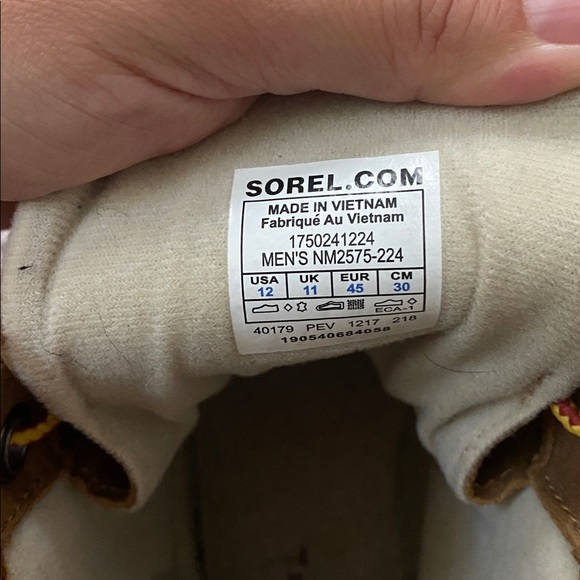 SOREL.COM
MADE IN VIETNAM
Fabriqué Au Vietnam
1750241224
MEN'S NM2575-224
USA UK EUR CM
12 11 45 30
ECA-1
40179 PEV 1217 218
190540684058